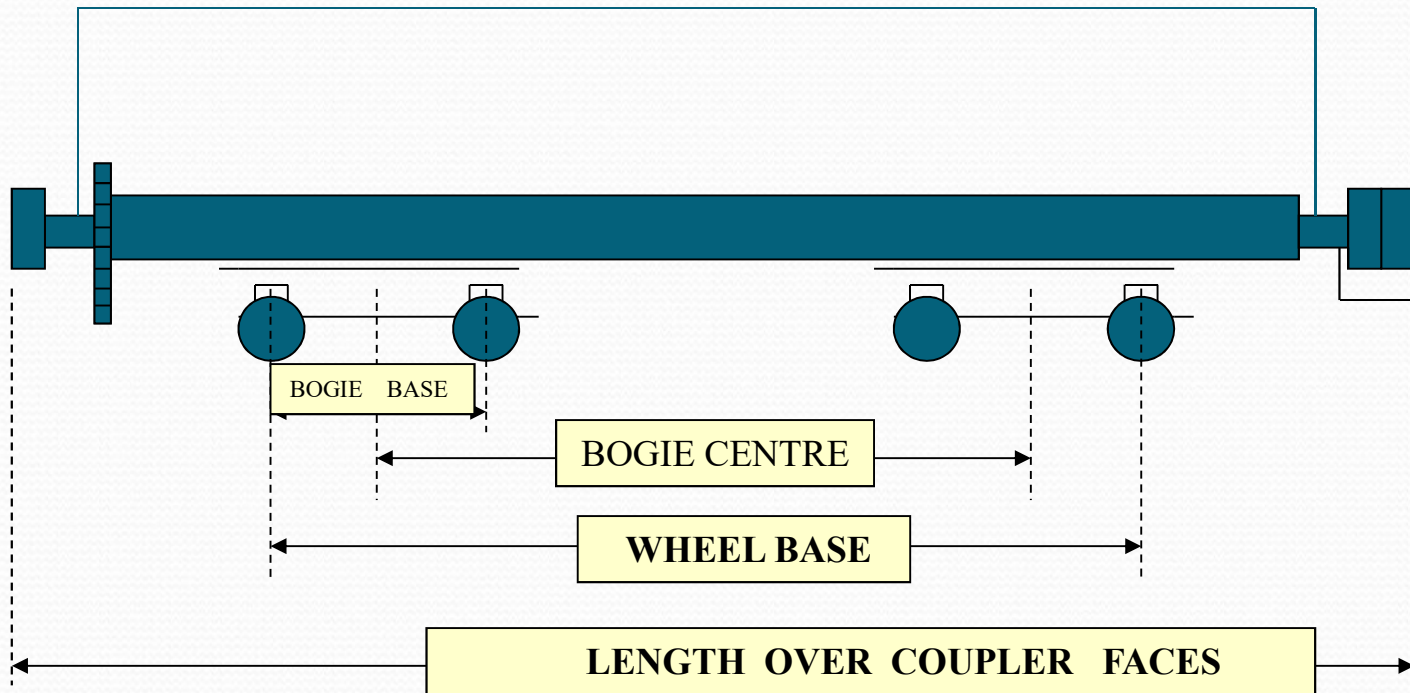 BOGIE BASE
BOGIE CENTRE
WHEEL BASE
LENGTH OVER COUPLER FACES